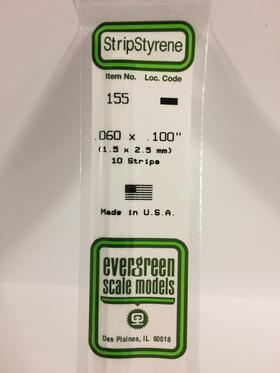 StripStyrene
Item No. Loc. Code
155
.060 x .100"
(1.5 x 2.5 mm)
10 Strips
Made in U.S.A.
evergreen
scale models
Des Plaines, IL 60018